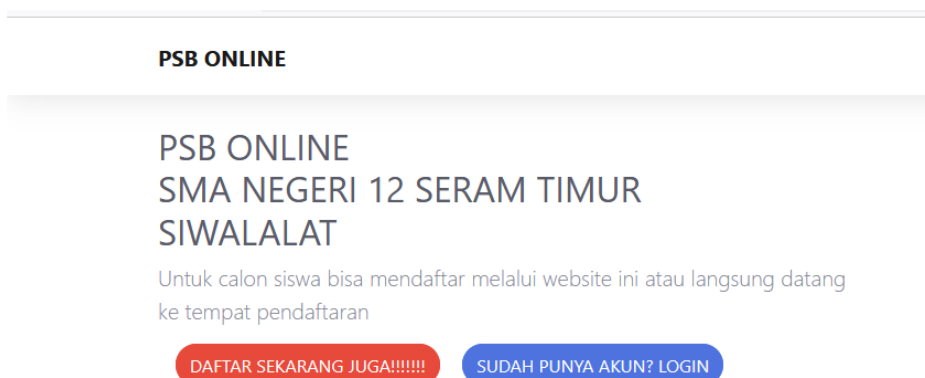 PSB ONLINE
PSB ONLINE
SMA NEGERI 12 SERAM TIMUR
SIWALALAT
Untuk calon siswa bisa mendaftar melalui website ini atau langsung datang
ke tempat pendaftaran
DAFTAR SEKARANG JUGA!!!!!!! SUDAH PUNYA AKUN? LOGIN